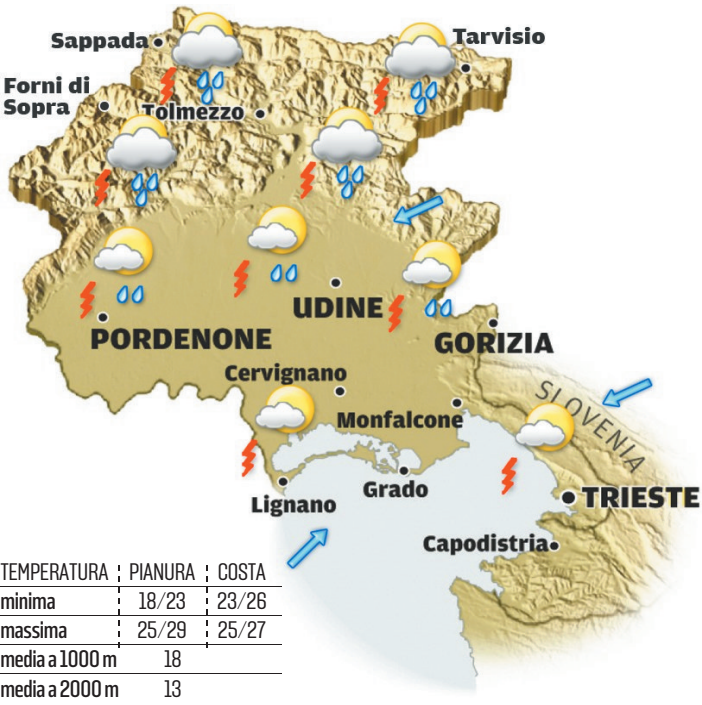 Sappada
Tarvisio
Forni di
Sopra
Tolmezzo
UDINE
PORDENONE
GORIZIA
Cervignano
SLOVENIA
Monfalcone
Grado
Lignano
TRIESTE
Capodistria
TEMPERATURA PIANURA COSTA
minima 18/23 23/26
massima 25/29 25/27
media a 1000 m 18
media a 2000 m 13